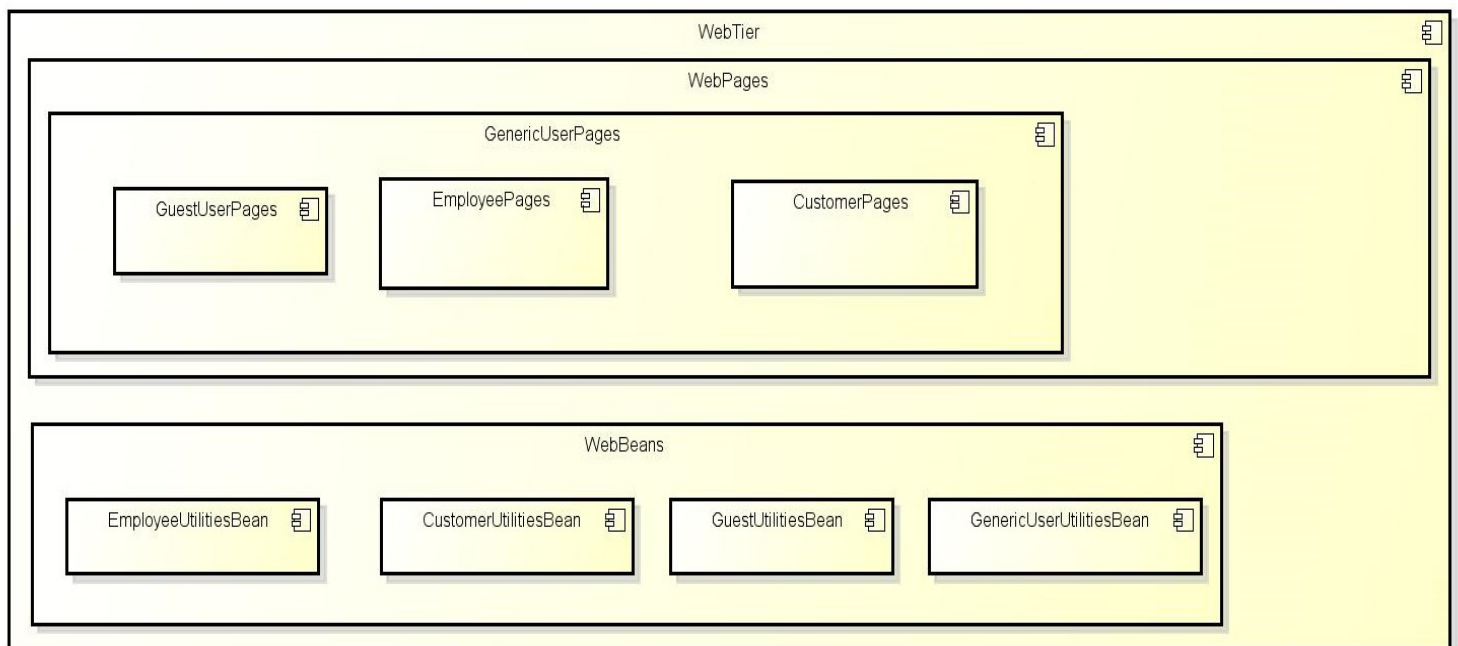 WebTier
WebPages
GenericUserPages
GuestUserPages
EmployeePages
CustomerPages
WebBeans
EmployeeUtilitiesBean
CustomerUtilitiesBean
GuestUtilitiesBean
GenericUserUtilitiesBean